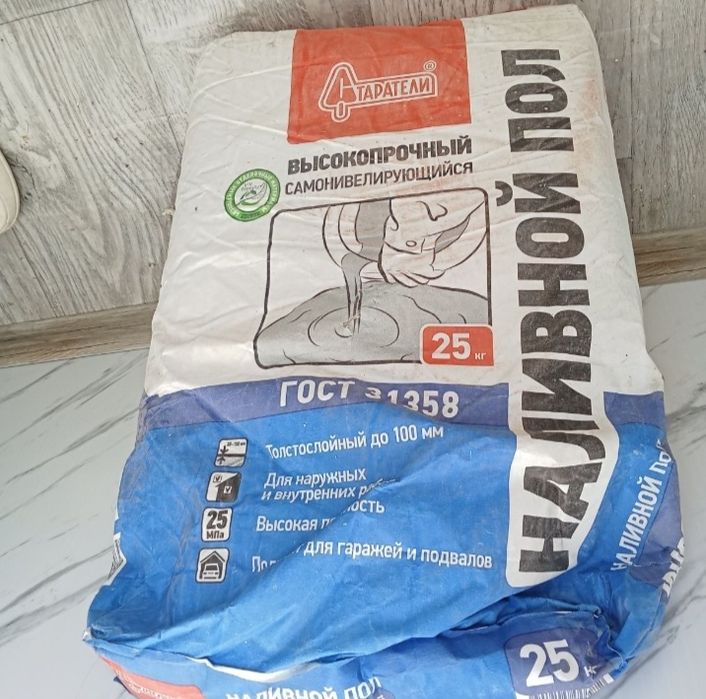 СТАРАТЕЛИ®
ВЫСОКОПРОЧНЫЙ
САМОНИВЕЛИРУЮЩИЙСЯ
НАЛИВНОЙ ПОЛ
25 кг
ГОСТ 31358
Толстослойный до 100 мм
Для наружных
и внутренних
25 МПа
Высокая
для гаражей и подвалов
НАЛИВНОЙ ПОЛ
НАЛИВНОЙ ПОЛ
25